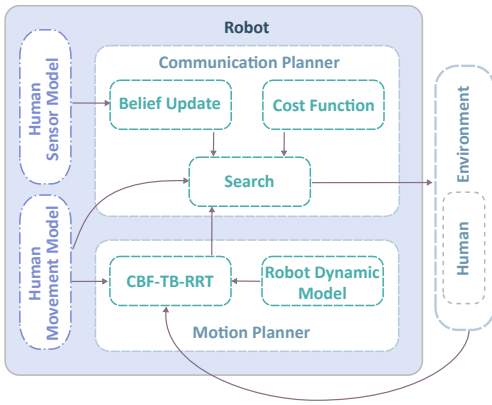 Robot
Human
Sensor Model
Communication Planner
Belief Update
Cost Function
Search
Human
Movement Model
CBF-TB-RRT
Robot Dynamic
Model
Motion Planner
Environment
Human